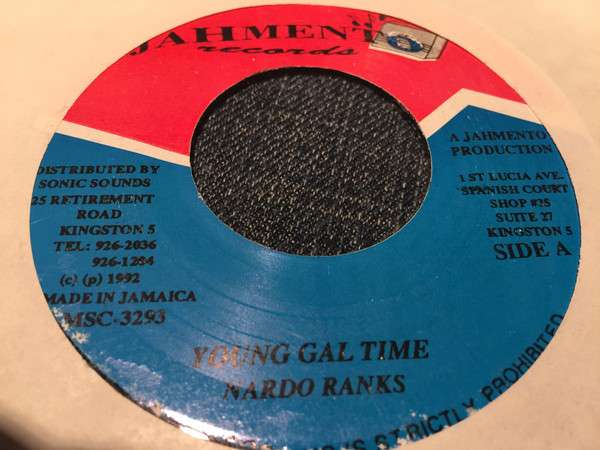 JAHMENTO
records
DISTRIBUTED BY
SONIC SOUNDS
25 RETIREMENT
ROAD
KINGSTON 5
TEL: 926-2036
926-1284
(c) (p) 1992
MADE IN JAMAICA
MSC-3293
A JAHMENTO
PRODUCTION
1 ST LUCIA AVE.
SPANISH COURT
SHOP #25
SUITE 27
KINGSTON 5
SIDE A
YOUNG GAL TIME
NARDO RANKS
IS STRICTLY PROHIBITED